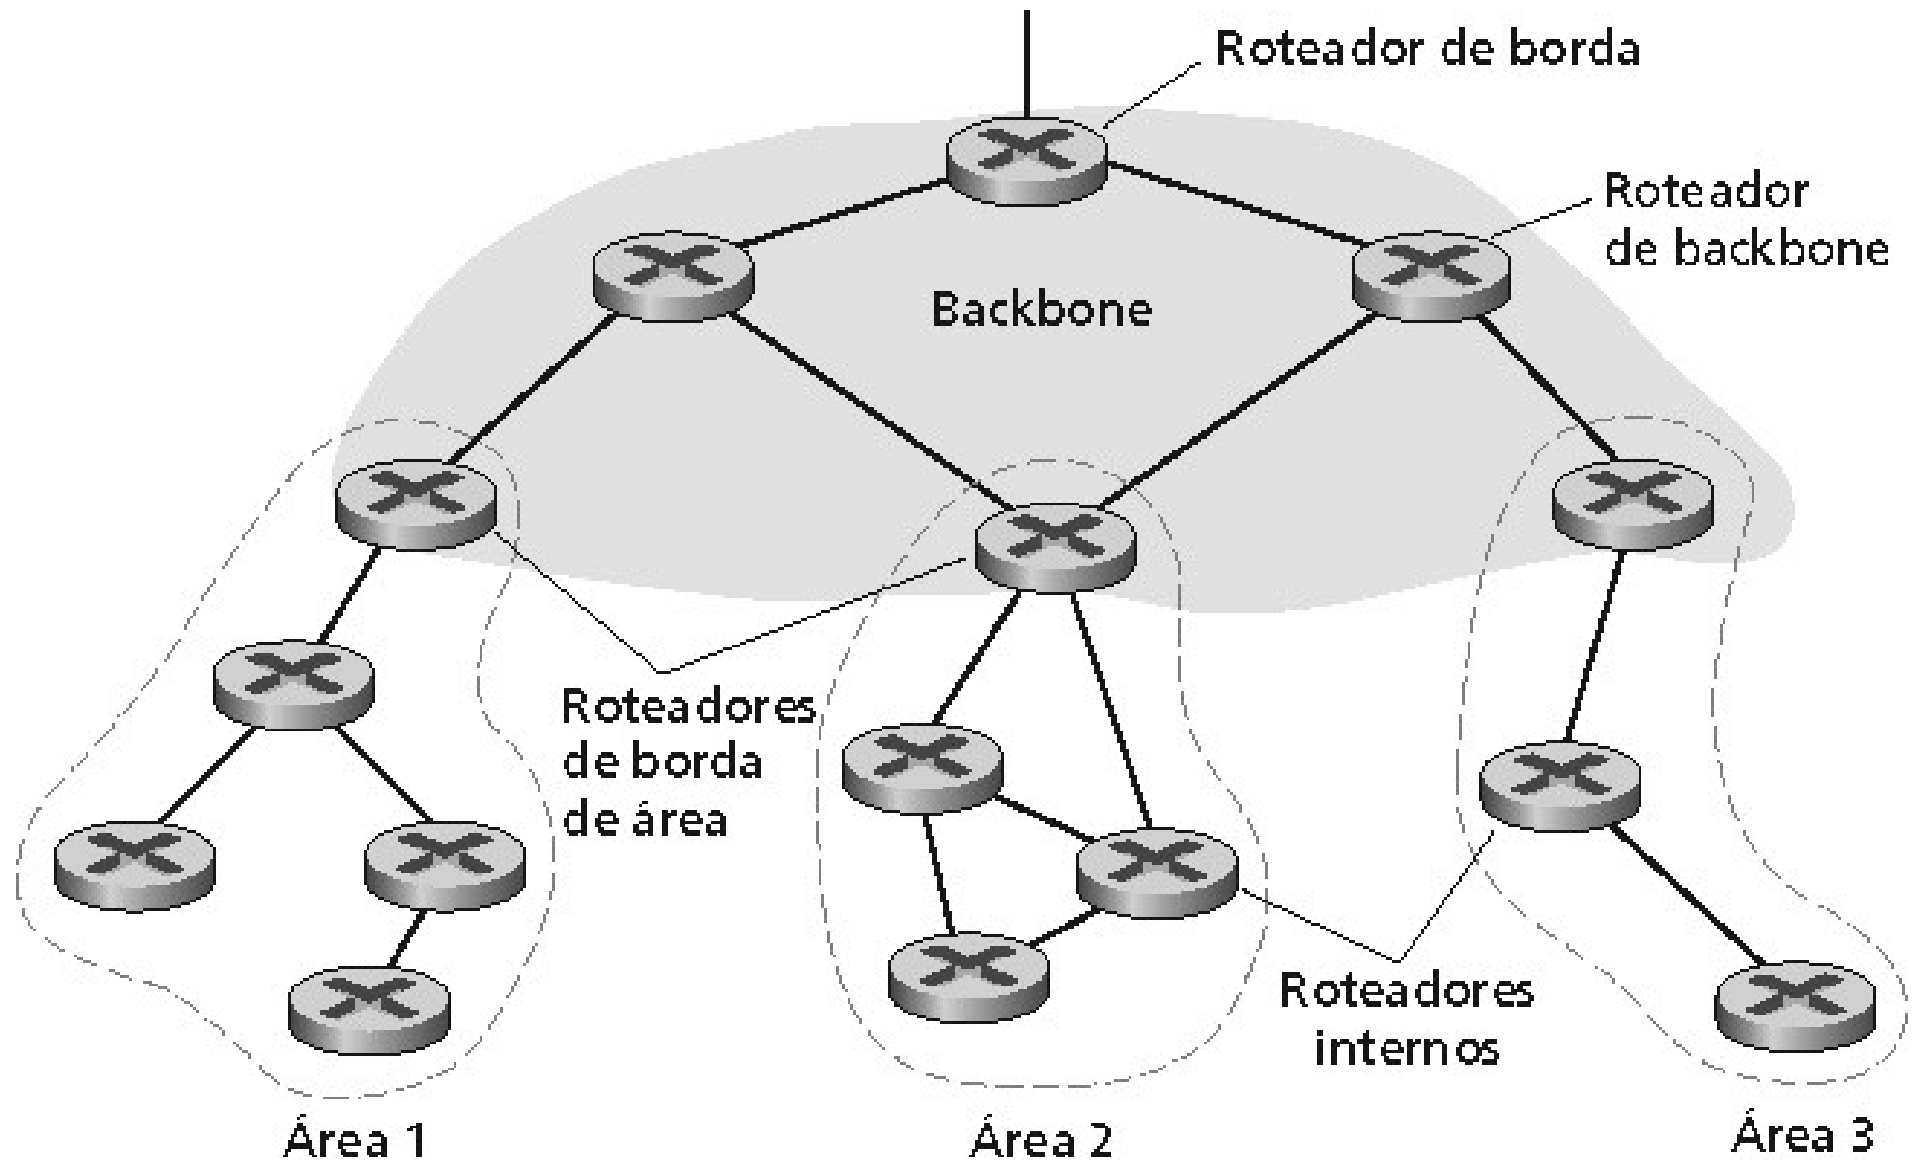 Roteador de borda
Roteador
de backbone
Backbone
Roteadores
de borda
de área
Roteadores
internos
Área 1
Área 2
Área 3